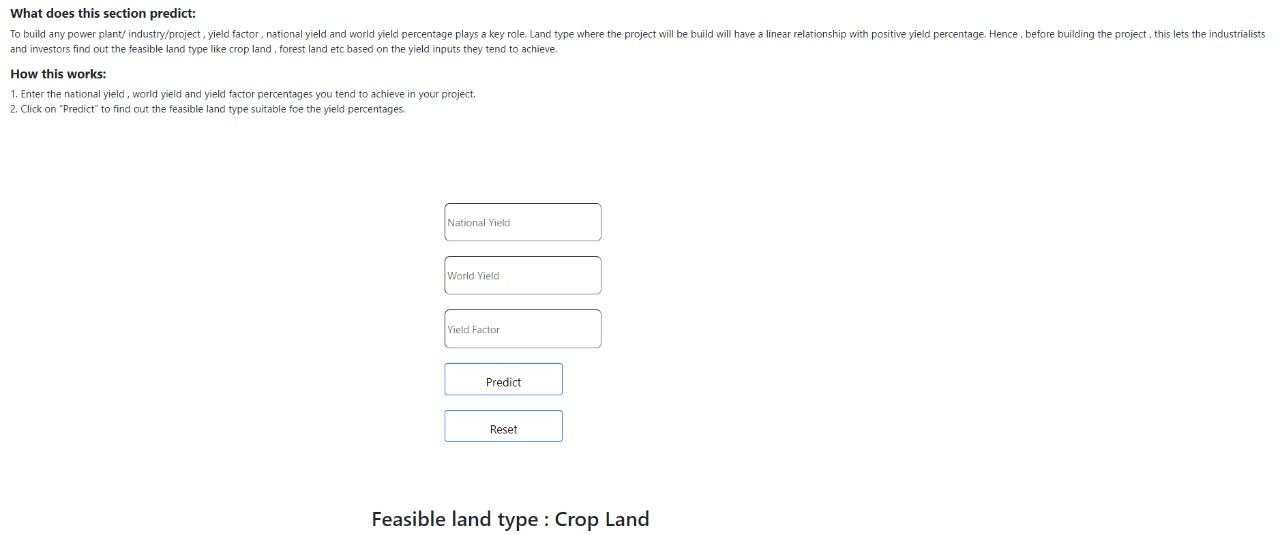 What does this section predict:
To build any power plant/ industry/project , yield factor , national yield and world yield percentage plays a key role. Land type where the project will be build will have a linear relationship with positive yield percentage. Hence , before building the project , this lets the industrialists
and investors find out the feasible land type like crop land , forest land etc based on the yield inputs they tend to achieve.
How this works:
1. Enter the national yield , world yield and yield factor percentages you tend to achieve in your project.
2. Click on "Predict" to find out the feasible land type suitable foe the yield percentages.
National Yield
World Yield
Yield Factor
Predict
Reset
Feasible land type : Crop Land